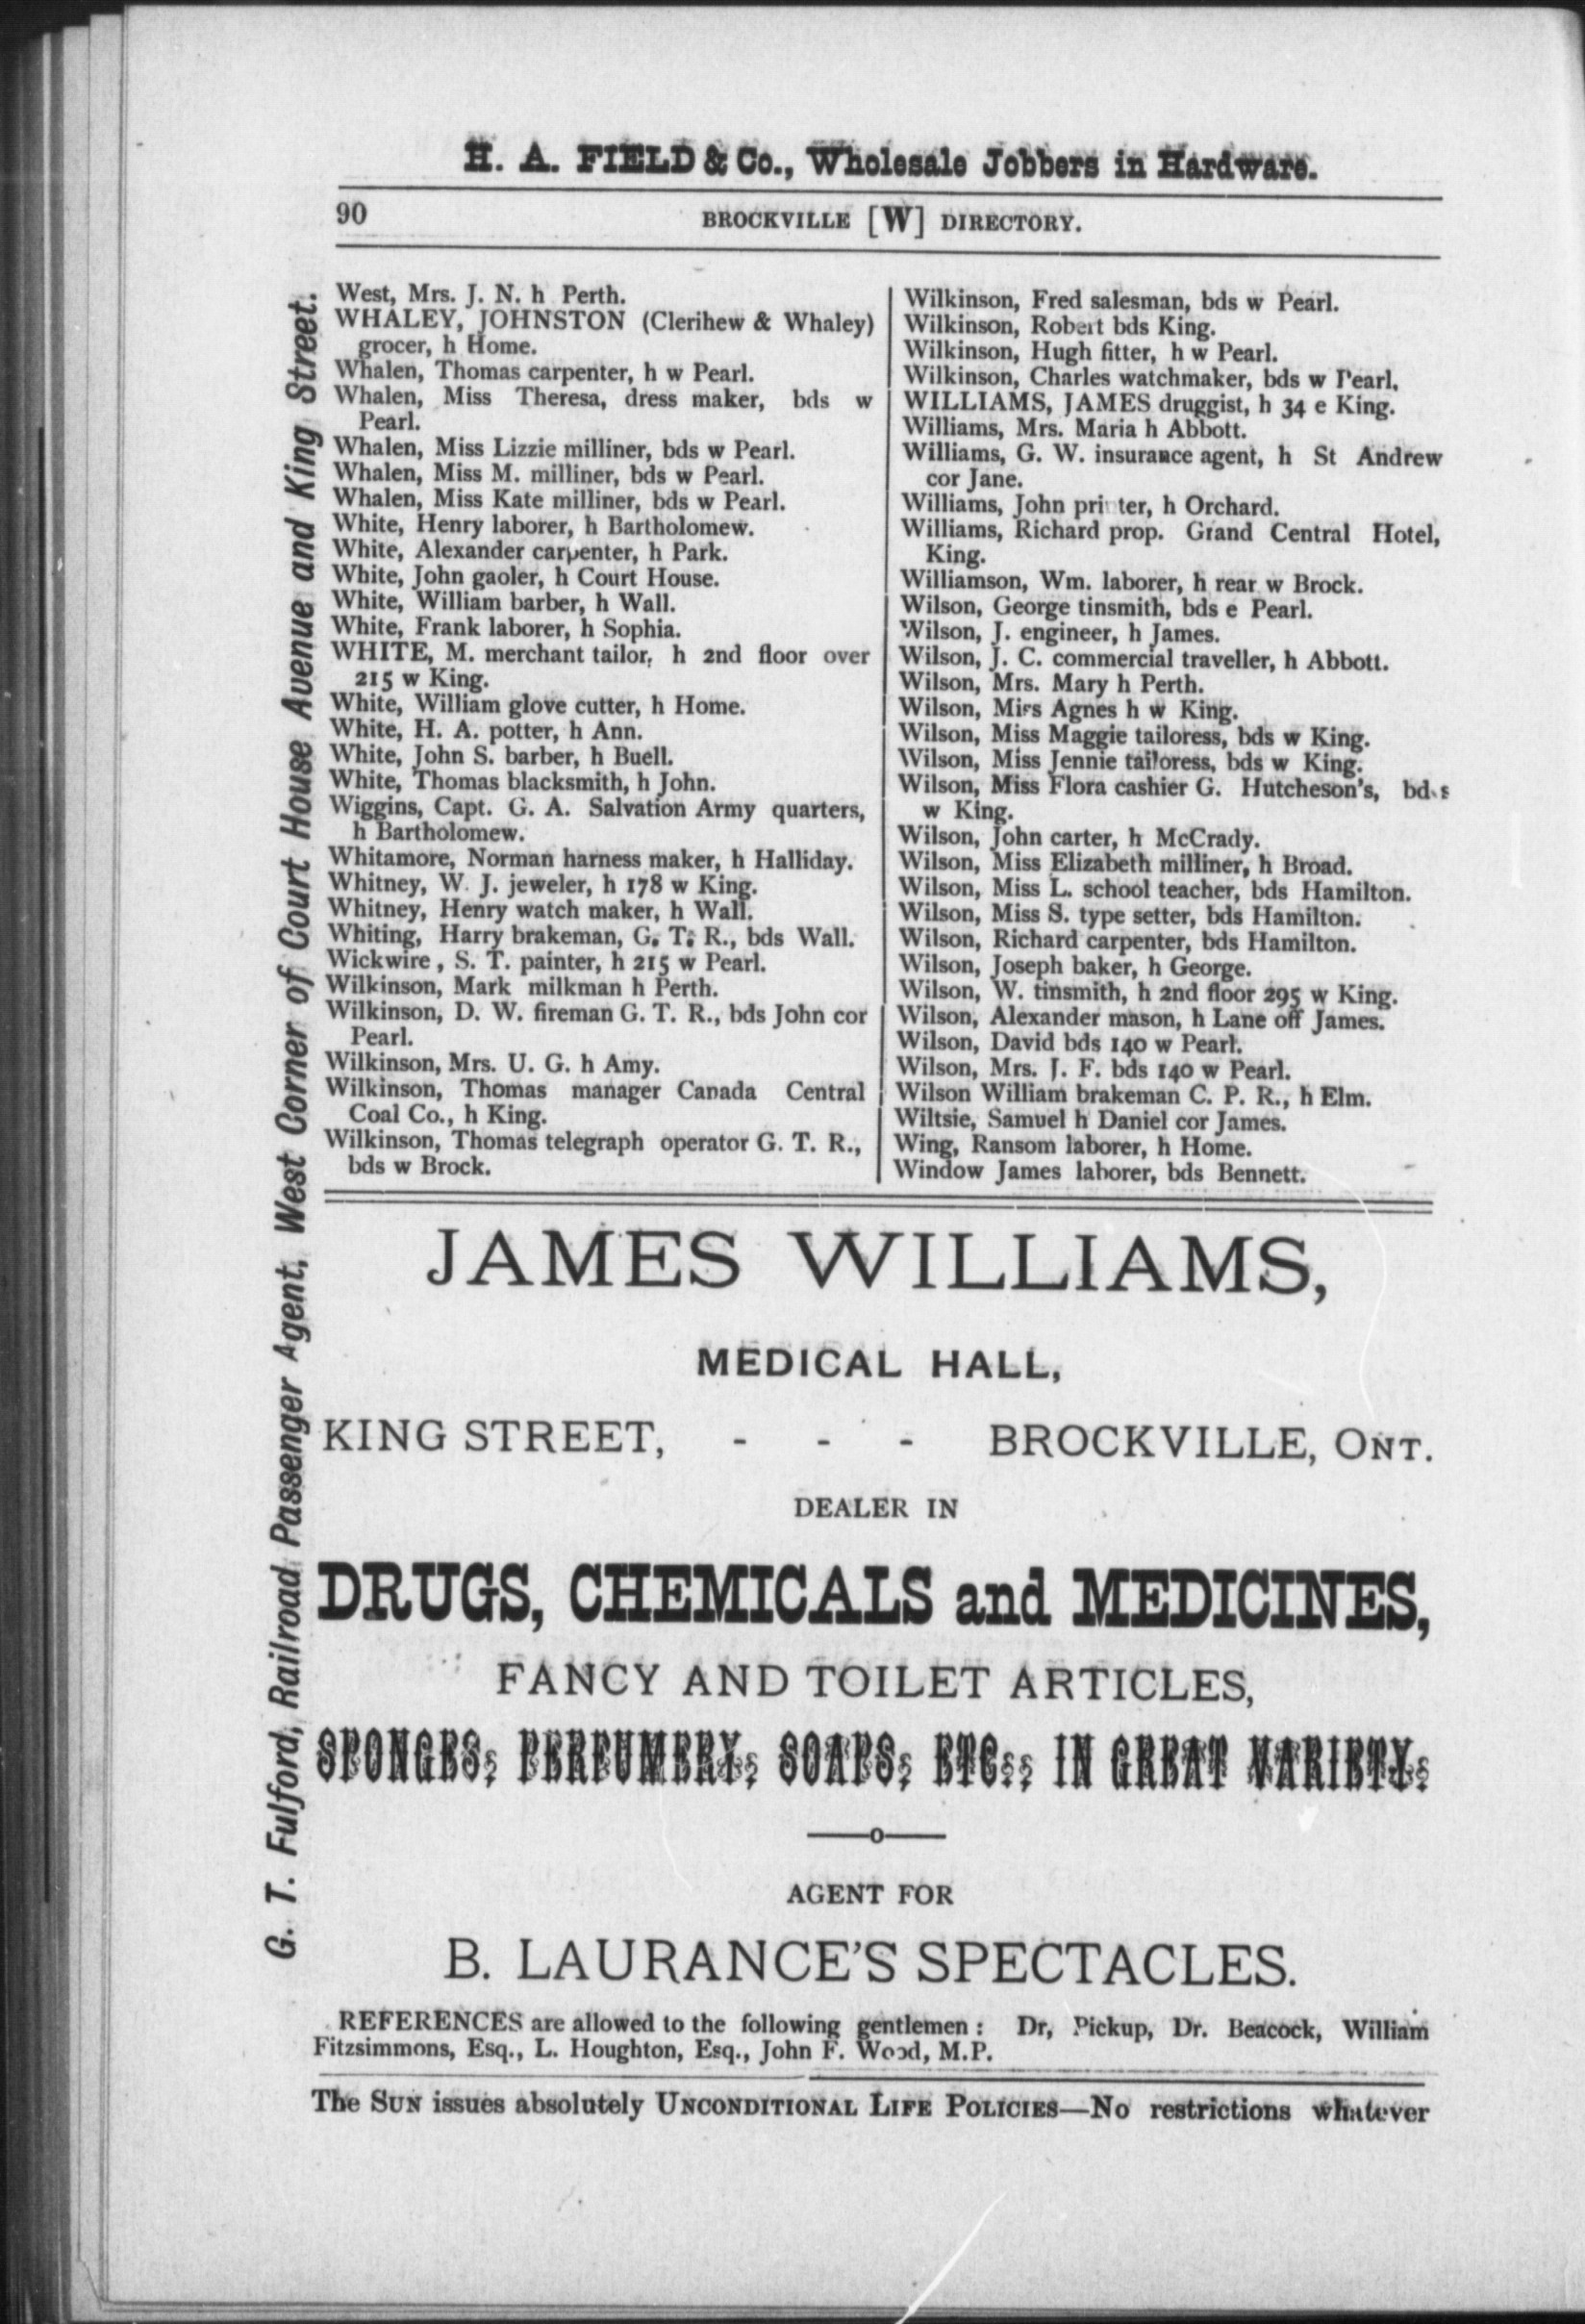 H. A. FIELD & Co., Wholesale Jobbers in Hardware.
90
BROCKVILLE [W] DIRECTORY.
West, Mrs. J. N. h Perth.
WHALEY, JOHNSTON (Clerihew & Whaley)
grocer, h Home.
Whalen, Thomas carpenter, h w Pearl.
Whalen, Miss Theresa, dress maker, bds w
Pearl.
Whalen, Miss Lizzie milliner, bds w Pearl.
Whalen, Miss M. milliner, bds w Pearl.
Whalen, Miss Kate milliner, bds w Pearl.
White, Henry laborer, h Bartholomew.
White, Alexander carpenter, h Park.
White, John gaoler, h Court House.
White, William barber, h Wall.
White, Frank laborer, h Sophia.
WHITE, M. merchant tailor, h 2nd floor over
215 w King.
White, William glove cutter, h Home.
White, H. A. potter, h Ann.
White, John S. barber, h Buell.
White, Thomas blacksmith, h John.
Wiggins, Capt. G. A. Salvation Army quarters,
h Bartholomew.
Whitamore, Norman harness maker, h Halliday.
Whitney, W. J. jeweler, h 178 w King.
Whitney, Henry watch maker, h Wall.
Whiting, Harry brakeman, G. T. R., bds Wall.
Wickwire, S. T. painter, h 215 w Pearl.
Wilkinson, Mark milkman h Perth.
Wilkinson, D. W. fireman G. T. R., bds John cor
Pearl.
Wilkinson, Mrs. U. G. h Amy.
Wilkinson, Thomas manager Canada Central
Coal Co., h King.
Wilkinson, Thomas telegraph operator G. T. R.,
bds w Brock.
Wilkinson, Fred salesman, bds w Pearl.
Wilkinson, Robert bds King.
Wilkinson, Hugh fitter, h w Pearl.
Wilkinson, Charles watchmaker, bds w Pearl.
WILLIAMS, JAMES druggist, h 34 e King.
Williams, Mrs. Maria h Abbott.
Williams, G. W. insurance agent, h St Andrew
cor Jane.
Williams, John printer, h Orchard.
Williams, Richard prop. Grand Central Hotel,
King.
Williamson, Wm. laborer, h rear w Brock.
Wilson, George tinsmith, bds e Pearl.
Wilson, J. engineer, h James.
Wilson, J. C. commercial traveller, h Abbott.
Wilson, Mrs. Mary h Perth.
Wilson, Miss Agnes h w King.
Wilson, Miss Maggie tailoress, bds w King.
Wilson, Miss Jennie tailoress, bds w King.
Wilson, Miss Flora cashier G. Hutcheson's, bds
w King.
Wilson, John carter, h McCrady.
Wilson, Miss Elizabeth milliner, h Broad.
Wilson, Miss L. school teacher, bds Hamilton.
Wilson, Miss S. type setter, bds Hamilton.
Wilson, Richard carpenter, bds Hamilton.
Wilson, Joseph baker, h George.
Wilson, W. tinsmith, h 2nd floor 295 w King.
Wilson, Alexander mason, h Lane off James.
Wilson, David bds 140 w Pearl.
Wilson, Mrs. J. F. bds 140 w Pearl.
Wilson William brakeman C. P. R., h Elm.
Wiltsie, Samuel h Daniel cor James.
Wing, Ransom laborer, h Home.
Window James laborer, bds Bennett.
G. T. Fulford, Railroad Passenger Agent, West Corner of Court House Avenue and King Street.
JAMES WILLIAMS,
MEDICAL HALL,
KING STREET, - - - BROCKVILLE, ONT.
DEALER IN
DRUGS, CHEMICALS and MEDICINES,
FANCY AND TOILET ARTICLES,
SPONGES, PERFUMERY, SOAPS, ETC., IN GREAT VARIETY.
—o—
AGENT FOR
B. LAURANCE'S SPECTACLES.
REFERENCES are allowed to the following gentlemen: Dr, Pickup, Dr. Beacock, William
Fitzsimmons, Esq., L. Houghton, Esq., John F. Wood, M.P.
The SUN issues absolutely UNCONDITIONAL LIFE POLICIES—No restrictions whatever